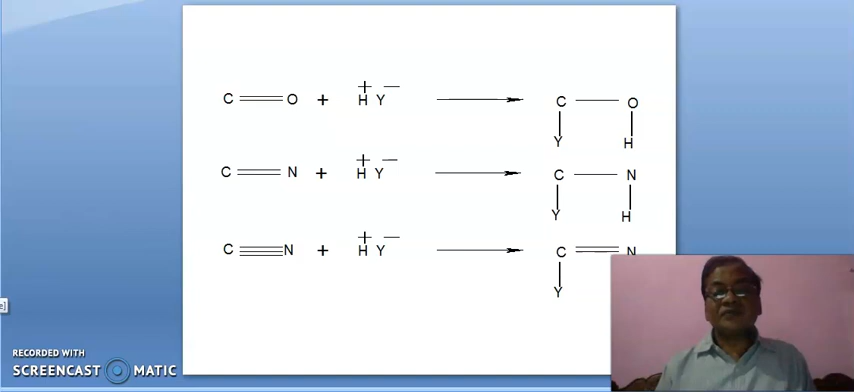 C O + + — H Y C O
Y H
C N + + — H Y C N
Y H
C N + + — H Y C N
Y
e]
RECORDED WITH
SCREENCAST MATIC